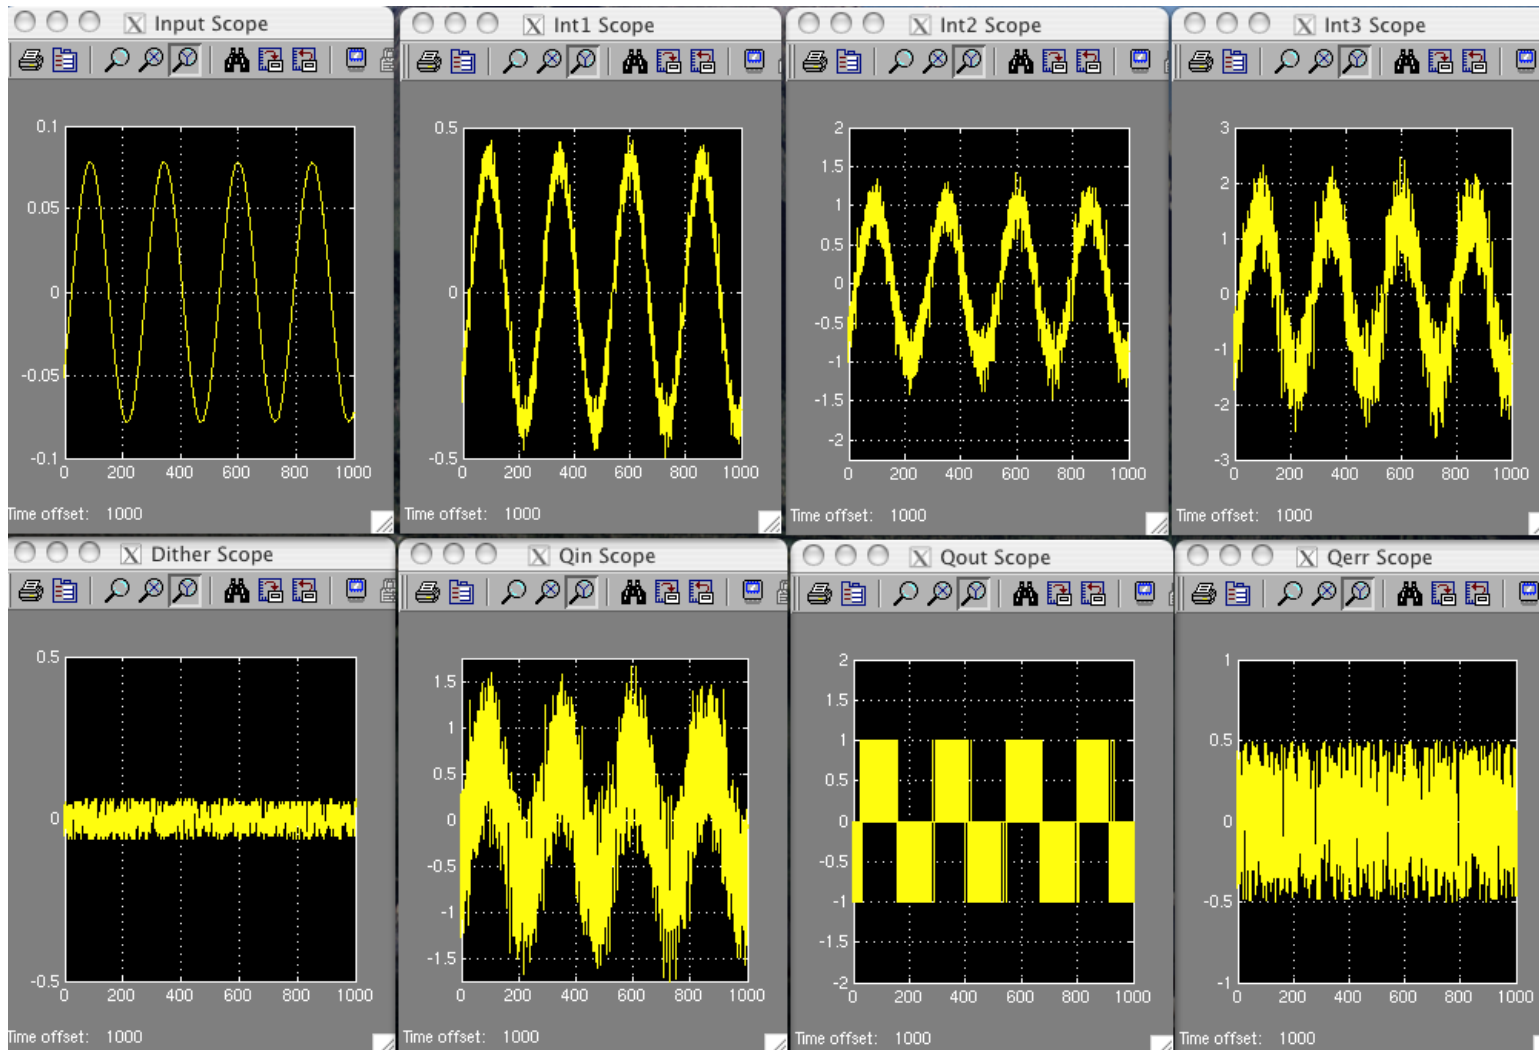 Input Scope
0.1
0.05
0
-0.05
-0.1
0 200 400 600 800 1000
Time offset: 1000
Int1 Scope
0.5
0
-0.5
0 200 400 600 800 1000
Time offset: 1000
Int2 Scope
2
1.5
1
0.5
0
-0.5
-1
-1.5
-2
0 200 400 600 800 1000
Time offset: 1000
Int3 Scope
3
2
1
0
-1
-2
-3
0 200 400 600 800 1000
Time offset: 1000
Dither Scope
0.5
0
-0.5
0 200 400 600 800 1000
Time offset: 1000
Qin Scope
1.5
1
0.5
0
-0.5
-1
-1.5
0 200 400 600 800 1000
Time offset: 1000
Qout Scope
2
1.5
1
0.5
0
-0.5
-1
-1.5
-2
0 200 400 600 800 1000
Time offset: 1000
Qerr Scope
1
0.5
0
-0.5
-1
0 200 400 600 800 1000
Time offset: 1000